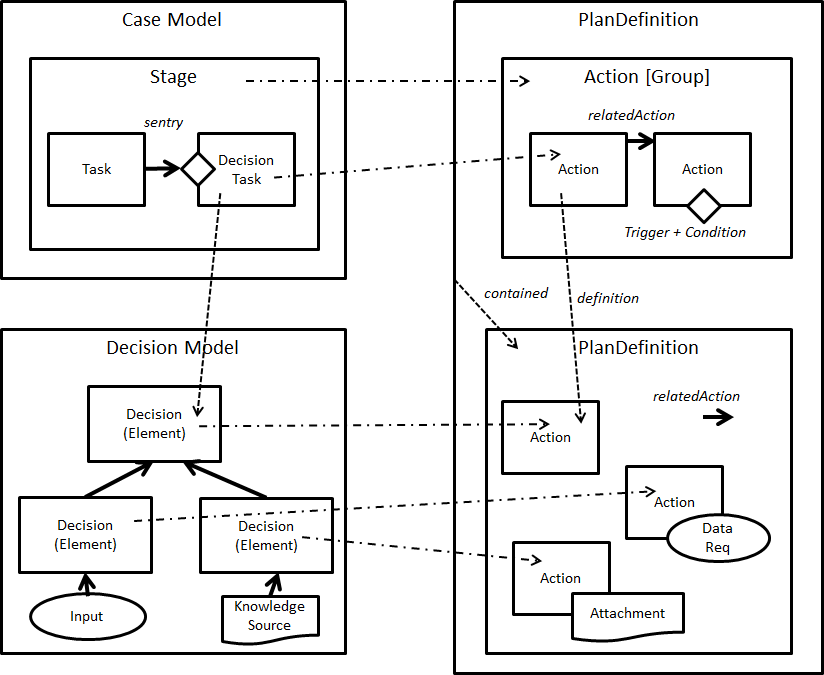 Case Model
Stage
sentry
Task
Decision
Task
PlanDefinition
Action [Group]
relatedAction
Action
Action
Trigger + Condition
contained
definition
Decision Model
Decision
(Element)
Decision
(Element)
Decision
(Element)
Input
Knowledge
Source
PlanDefinition
relatedAction
Action
Action
Data
Req
Action
Attachment